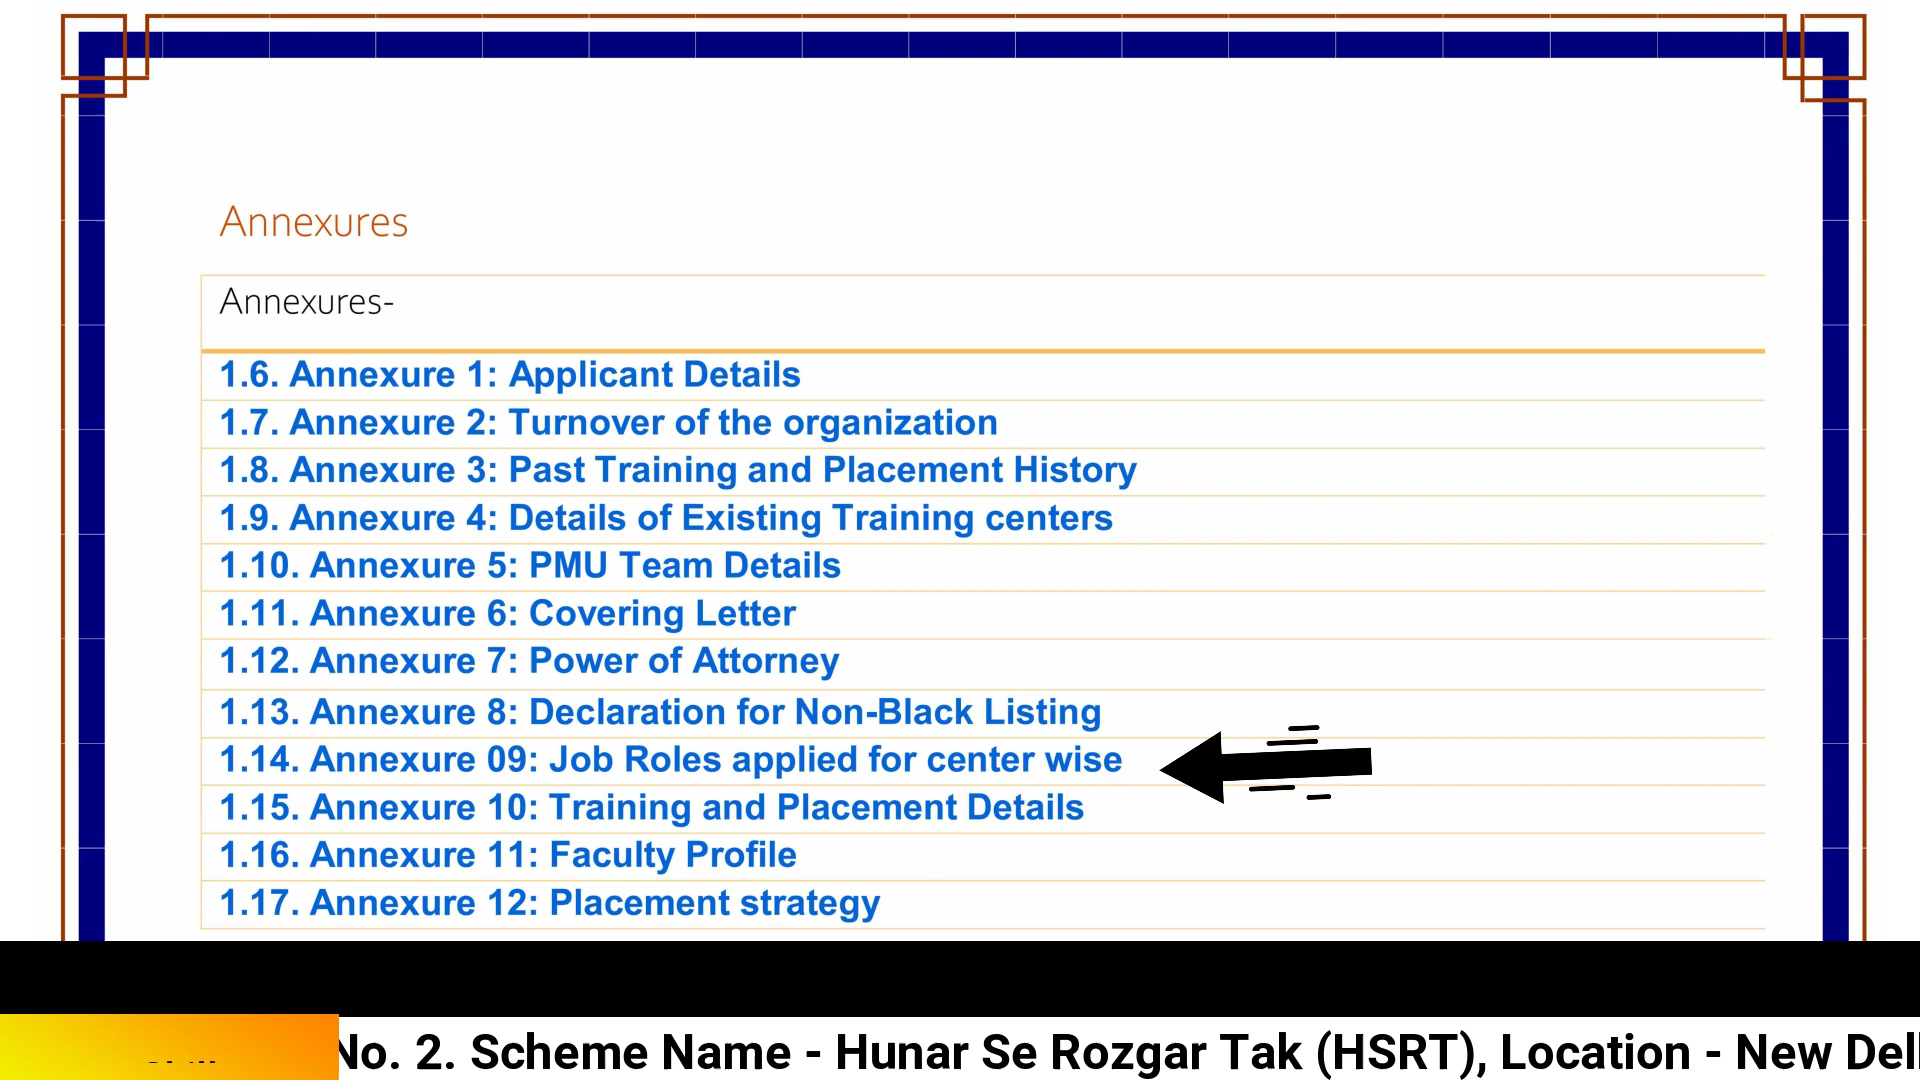 Annexures
Annexures-
1.6. Annexure 1: Applicant Details
1.7. Annexure 2: Turnover of the organization
1.8. Annexure 3: Past Training and Placement History
1.9. Annexure 4: Details of Existing Training centers
1.10. Annexure 5: PMU Team Details
1.11. Annexure 6: Covering Letter
1.12. Annexure 7: Power of Attorney
1.13. Annexure 8: Declaration for Non-Black Listing
1.14. Annexure 09: Job Roles applied for center wise
1.15. Annexure 10: Training and Placement Details
1.16. Annexure 11: Faculty Profile
1.17. Annexure 12: Placement strategy
No. 2. Scheme Name - Hunar Se Rozgar Tak (HSRT), Location - New